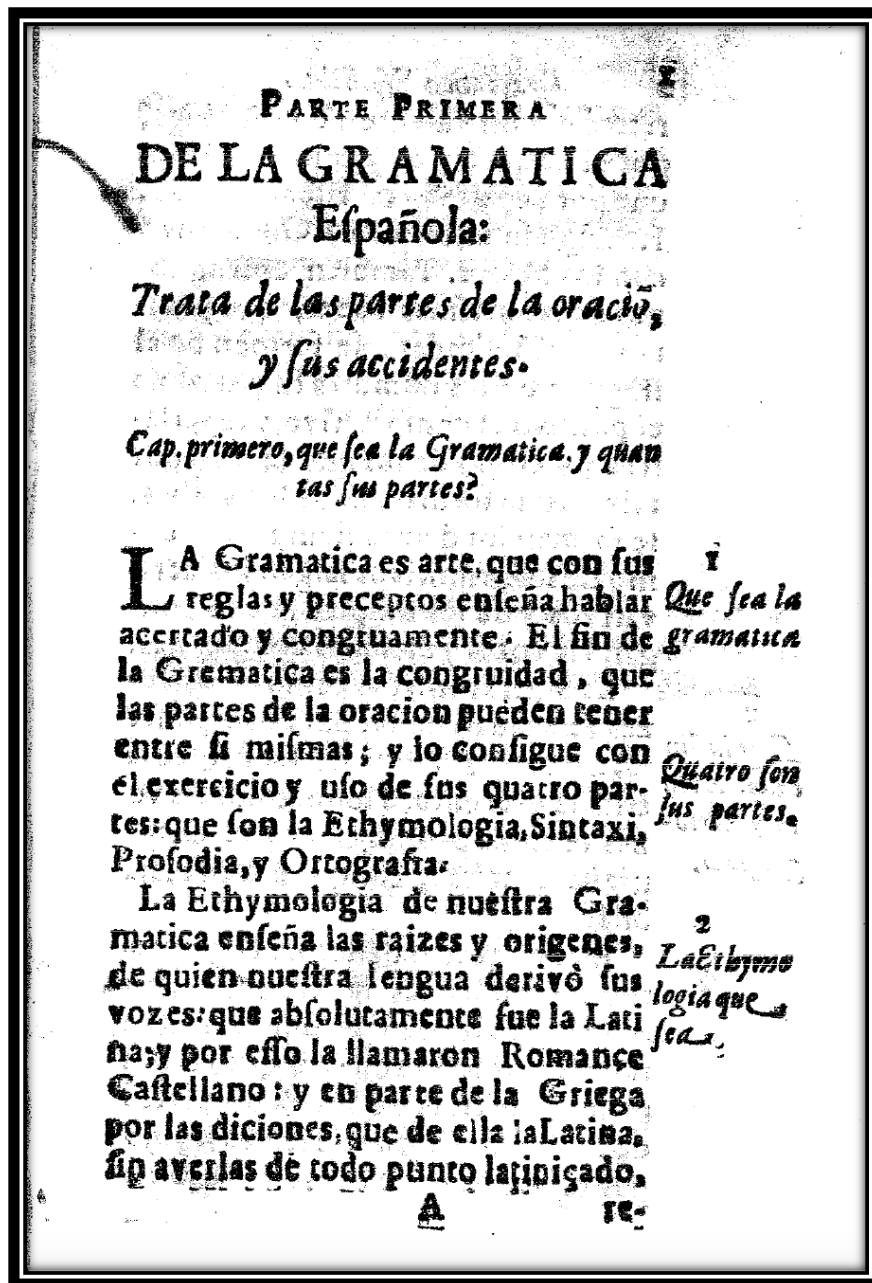 1
PARTE PRIMERA
DE LA GRAMATICA
Eſpañola:
Trata de las partes de la oraciõ,
y ſus accidentes.
Cap. primero, que ſea la Gramatica. y quan
tas ſus partes?
LA Gramatica es arte, que con ſus
reglas y preceptos enſeña hablar
acertado y congruamente. El fin de
la Grematica es la congruidad, que
las partes de la oracion pueden tener
entre ſi miſmas; y lo conſigue con
el exercicio y uſo de ſus quatro par-
tes: que ſon la Ethymologia, Sintaxi,
Proſodia, y Ortografia.
La Ethymologia de nueſtra Gra-
matica enſeña las raizes y origenes,
de quien nueſtra lengua derivò ſus
vozes: que abſolutamente fue la Lati
na; y por eſſo la llamaron Romance
Caſtellano: y en parte de la Griega
por las diciones, que de ella la Latina,
ſin averlas de todo punto latiniçado,
A
re-
1
Que ſea la
gramatica
Quatro ſon
ſus partes.
2
La Ethymo
logia que
ſea.